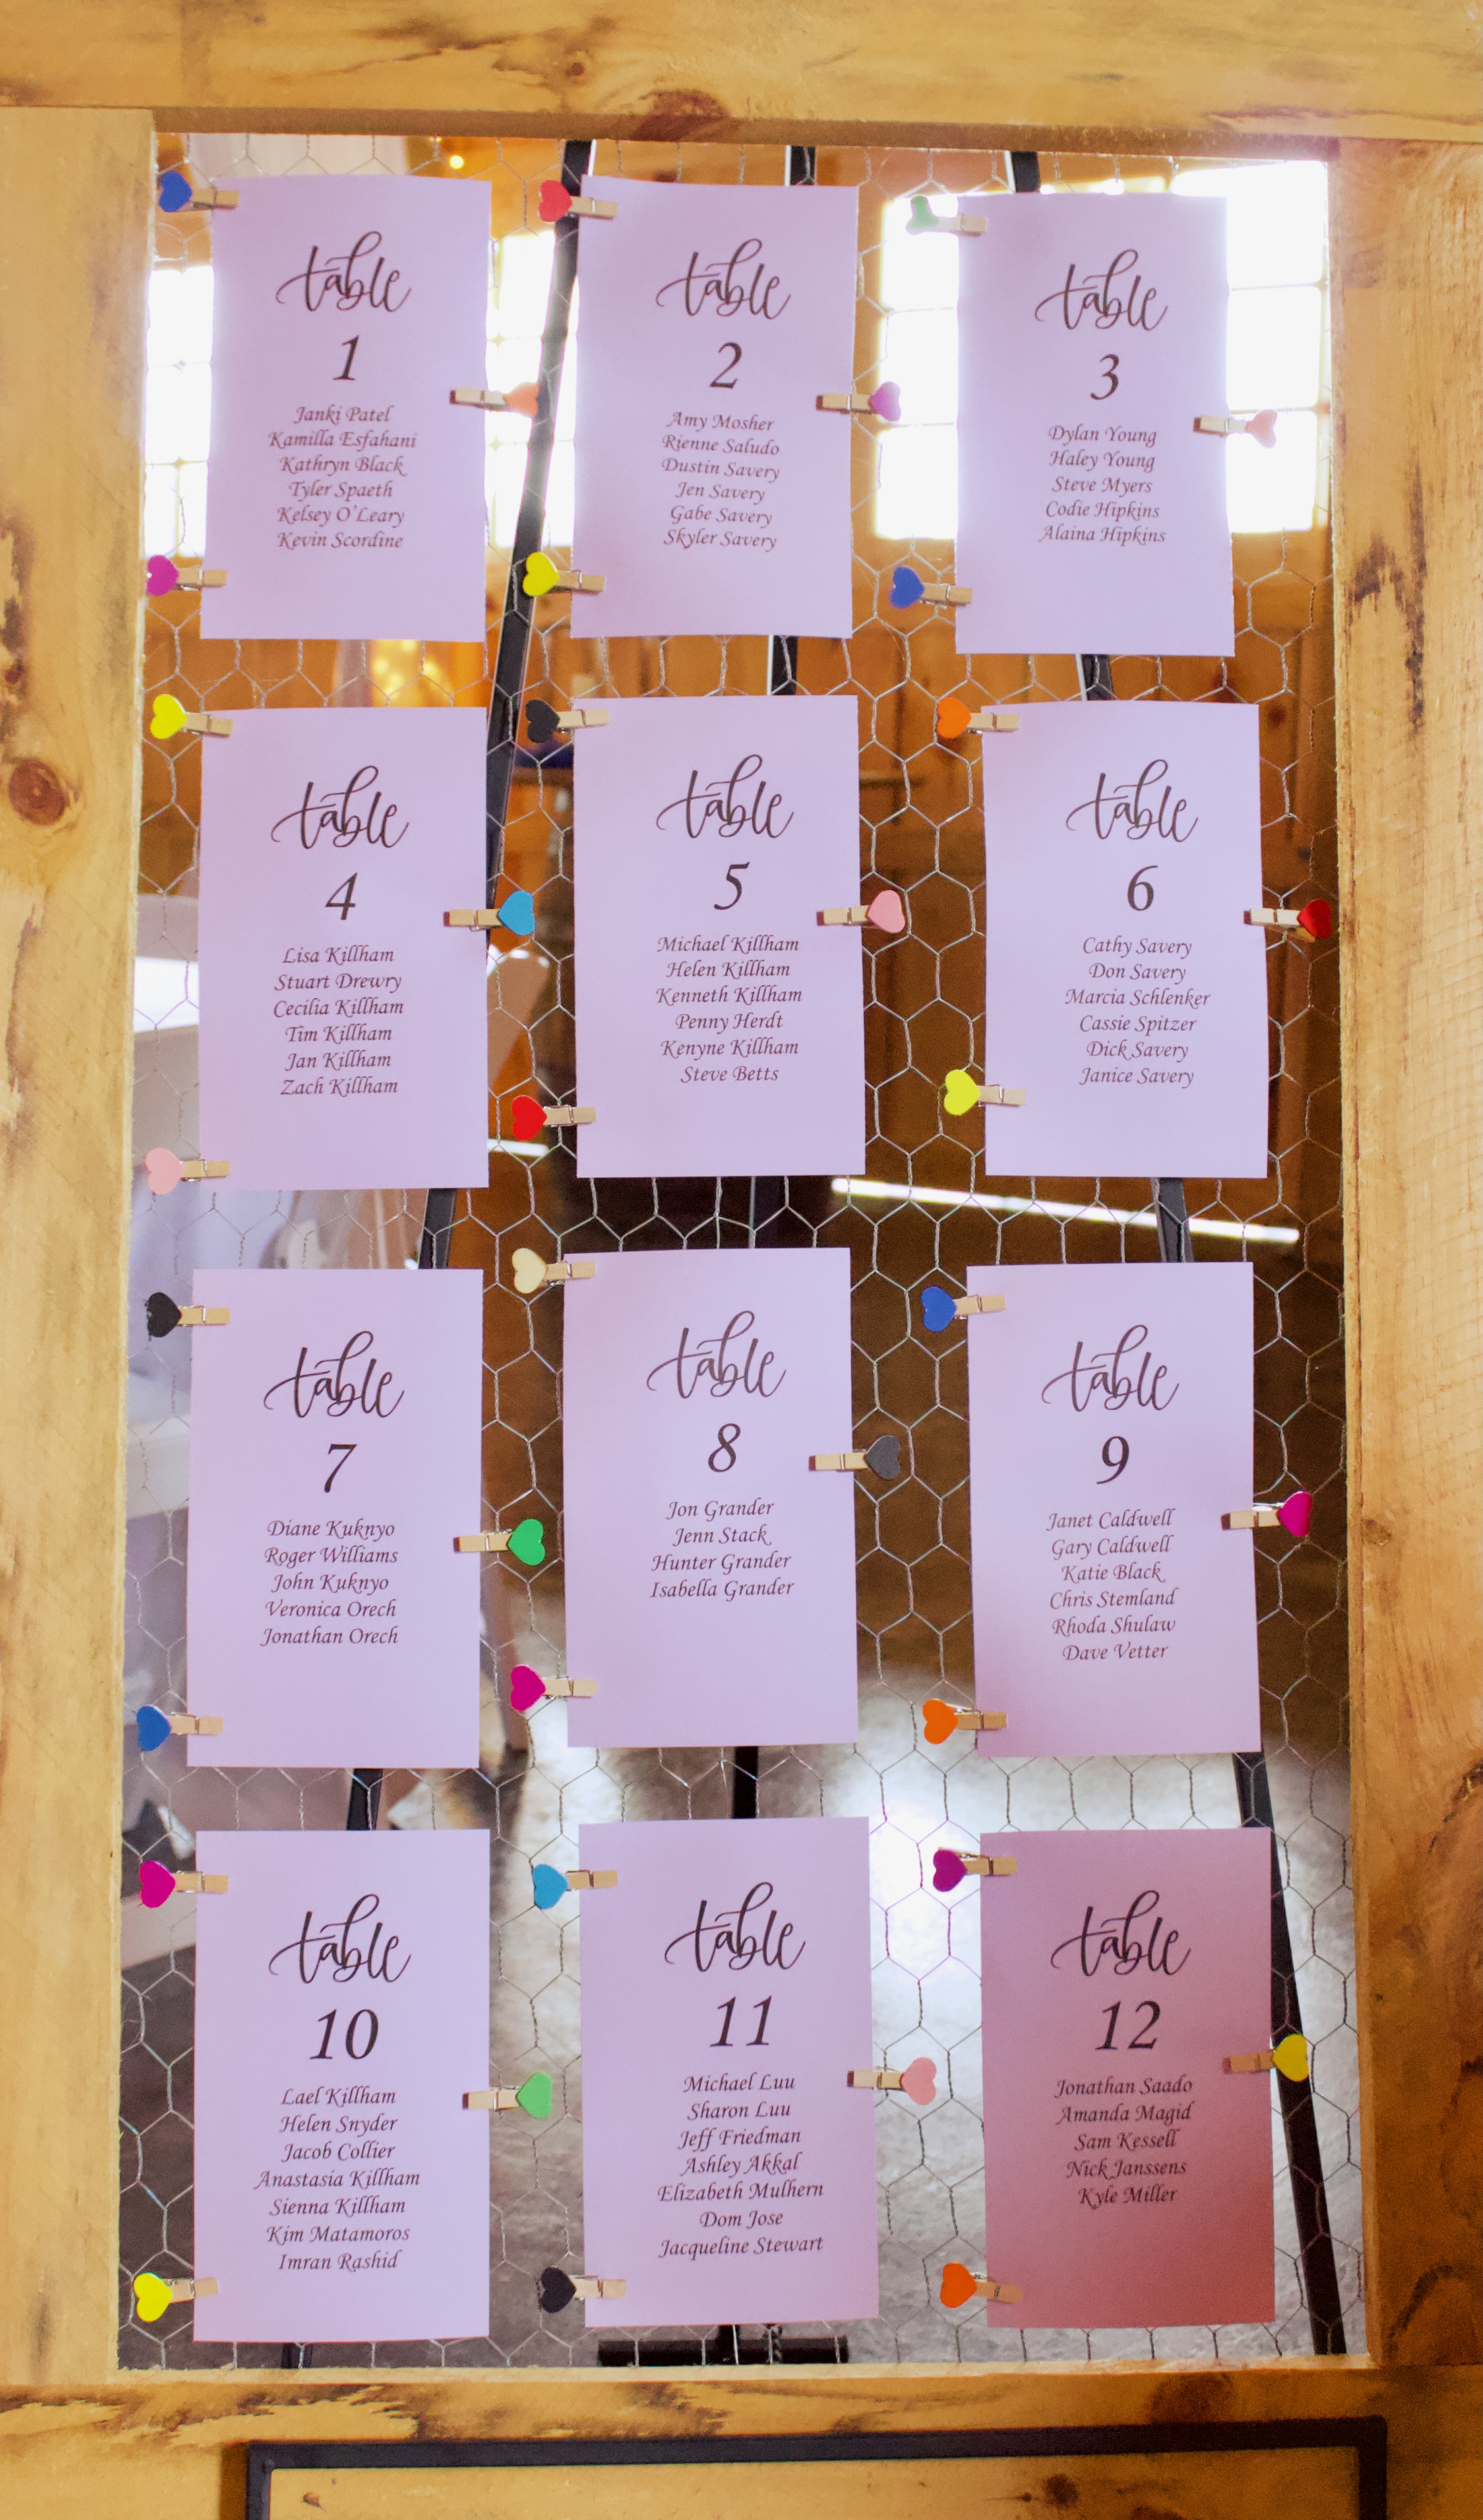 table
1
Janki Patel
Kamilla Esfahani
Kathryn Black
Tyler Spaeth
Kelsey O'Leary
Kevin Scordine
table
2
Amy Mosher
Rienne Saludo
Dustin Savery
Jen Savery
Gabe Savery
Skyler Savery
table
3
Dylan Young
Haley Young
Steve Myers
Codie Hipkins
Alaina Hipkins
table
4
Lisa Killham
Stuart Drewry
Cecilia Killham
Tim Killham
Jan Killham
Zach Killham
table
5
Michael Killham
Helen Killham
Kenneth Killham
Penny Herdt
Kenyne Killham
Steve Betts
table
6
Cathy Savery
Don Savery
Marcia Schlenker
Cassie Spitzer
Dick Savery
Janice Savery
table
7
Diane Kuknyo
Roger Williams
John Kuknyo
Veronica Orech
Jonathan Orech
table
8
Jon Grander
Jenn Stack
Hunter Grander
Isabella Grander
table
9
Janet Caldwell
Gary Caldwell
Katie Black
Chris Stemland
Rhoda Shulaw
Dave Vetter
table
10
Lael Killham
Helen Snyder
Jacob Collier
Anastasia Killham
Sienna Killham
Kim Matamoros
Imran Rashid
table
11
Michael Luu
Sharon Luu
Jeff Friedman
Ashley Akkal
Elizabeth Mulhern
Dom Jose
Jacqueline Stewart
table
12
Jonathan Saado
Amanda Magid
Sam Kessell
Nick Janssens
Kyle Miller